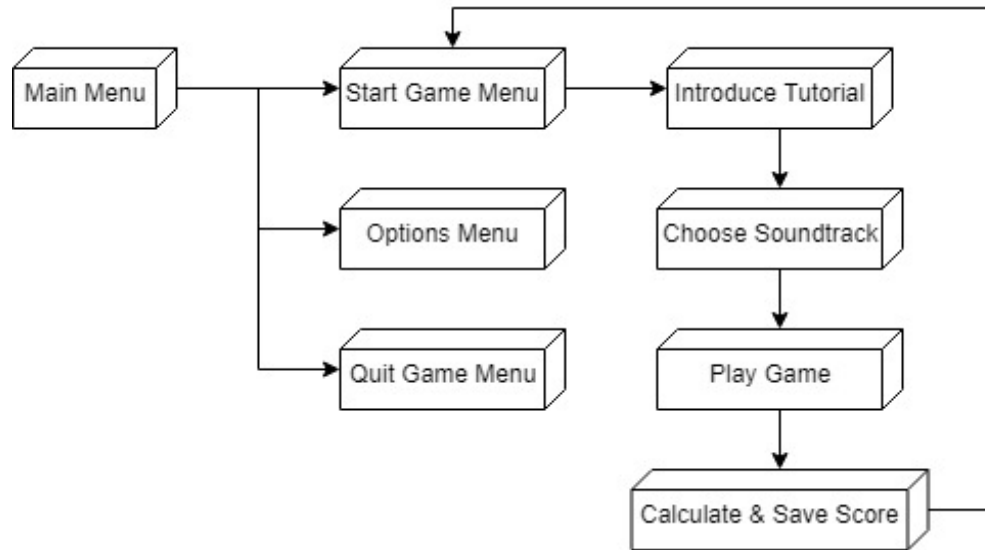 Main Menu
Start Game Menu
Introduce Tutorial
Options Menu
Choose Soundtrack
Quit Game Menu
Play Game
Calculate & Save Score